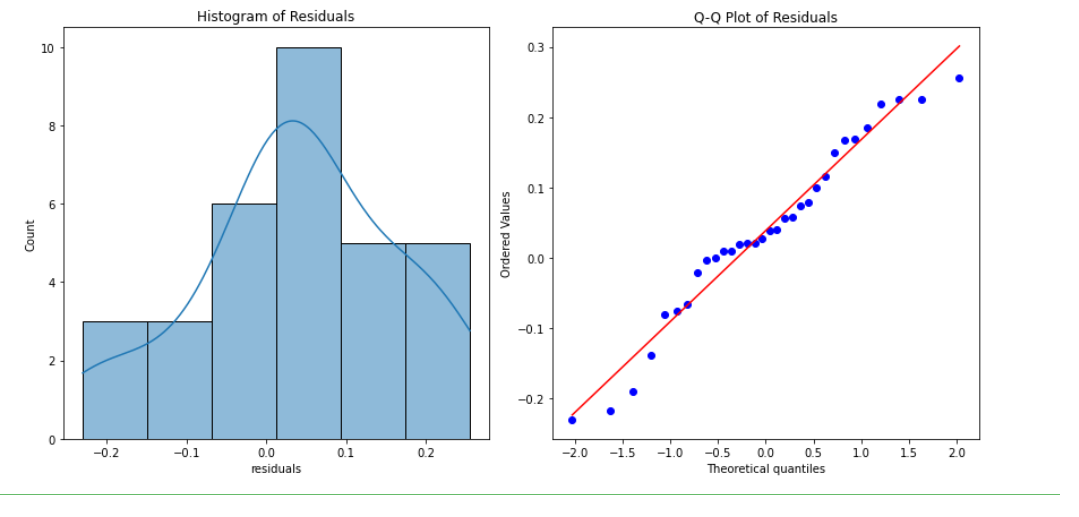 Histogram of Residuals
10
8
6
4
2
0
Count
−0.2 −0.1 0.0 0.1 0.2
residuals
Q-Q Plot of Residuals
0.3
0.2
0.1
0.0
−0.1
−0.2
Ordered Values
−2.0 −1.5 −1.0 −0.5 0.0 0.5 1.0 1.5 2.0
Theoretical quantiles